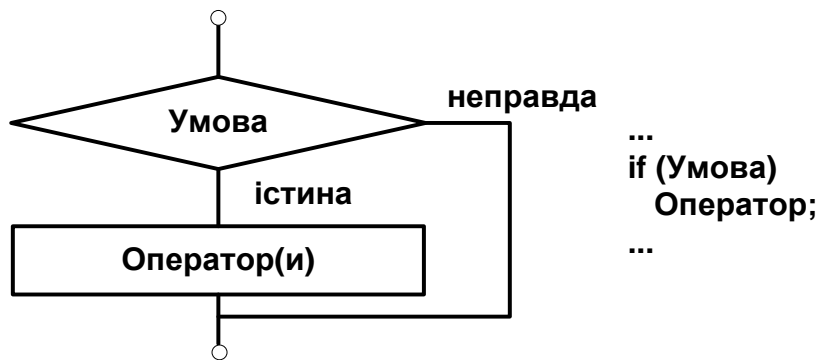 Умова
неправда
істина
Оператор(и)
...
if (Умова)
Оператор;
...